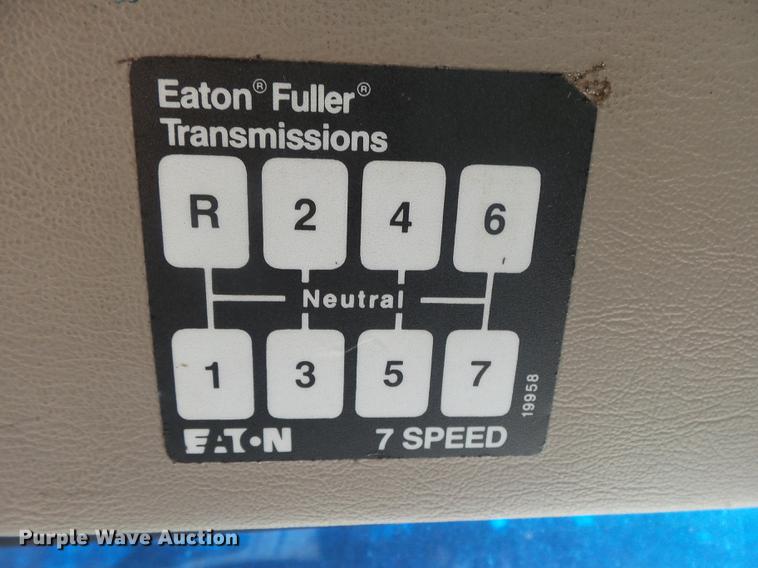 Eaton® Fuller®
Transmissions
R 2 4 6
Neutral
1 3 5 7
19958
EATON 7 SPEED
Purple Wave Auction